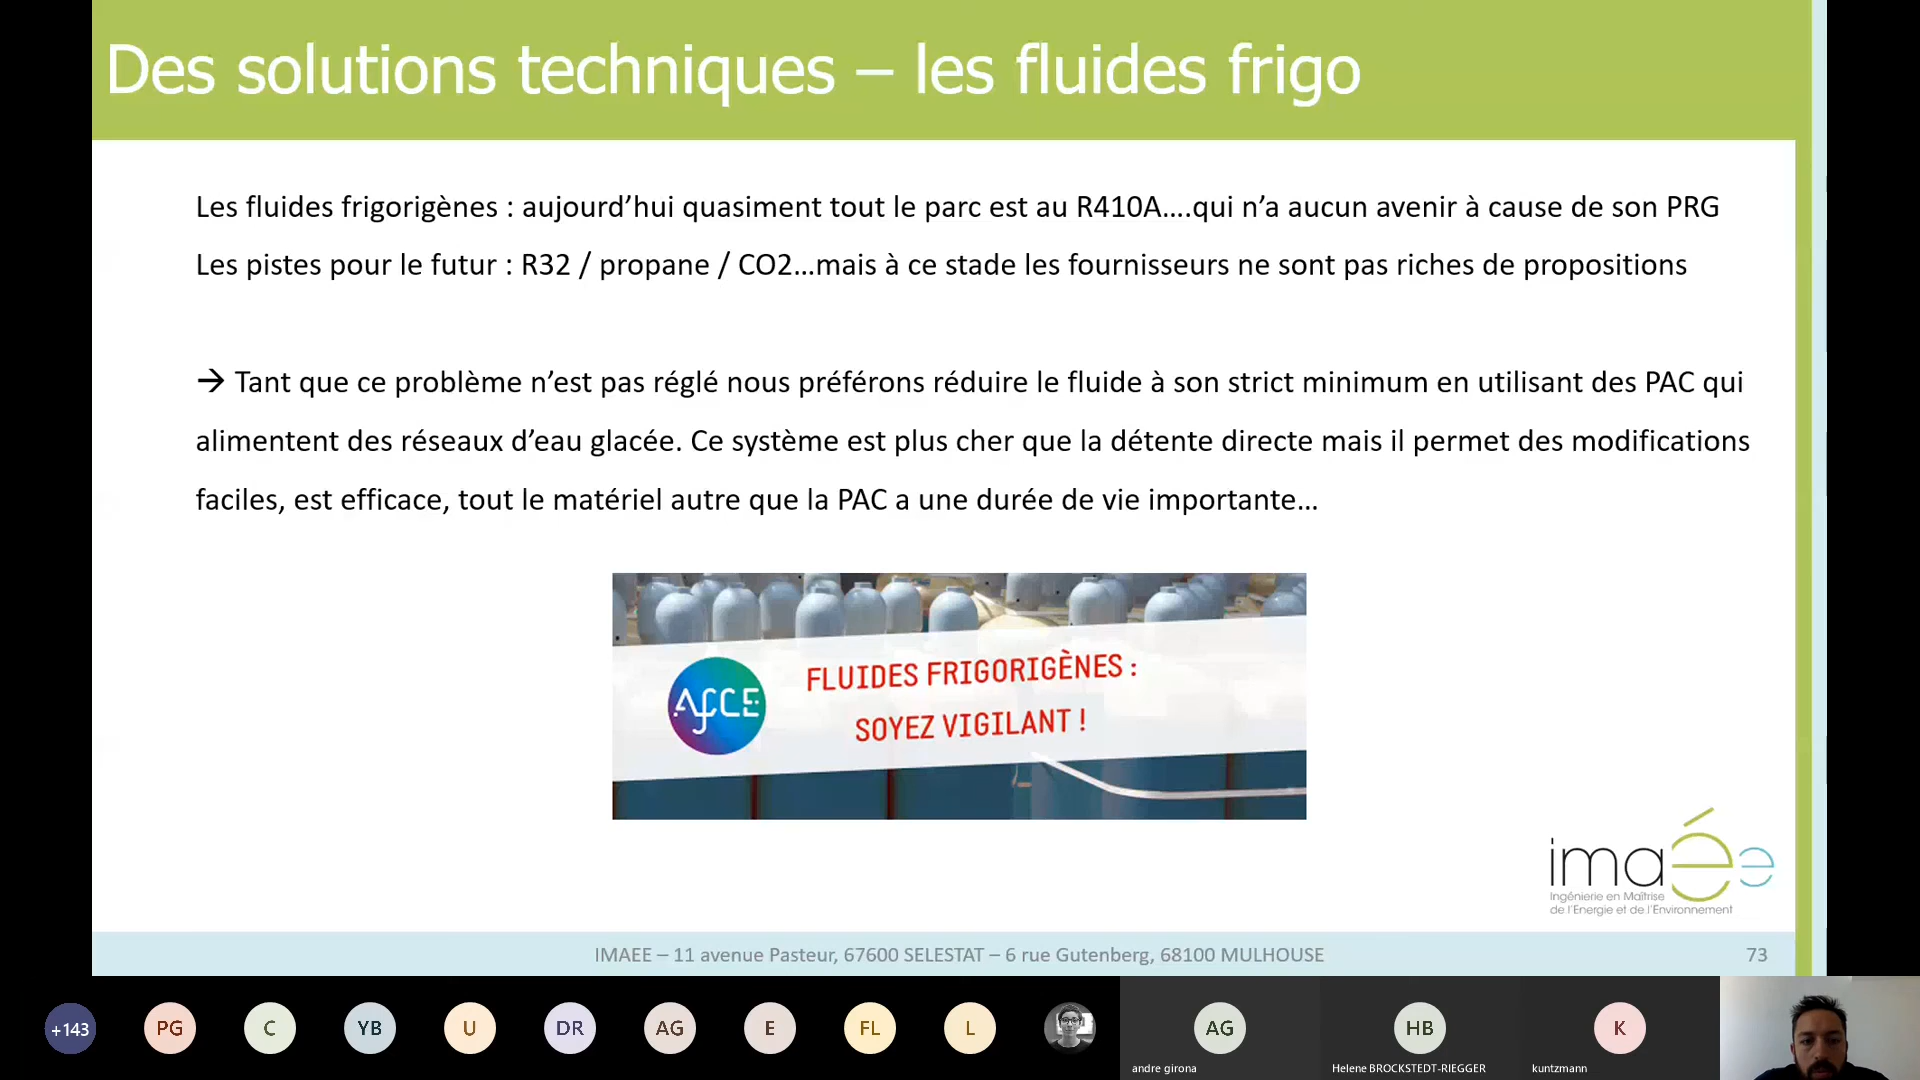 Des solutions techniques – les fluides frigo
Les fluides frigorigènes : aujourd’hui quasiment tout le parc est au R410A….qui n’a aucun avenir à cause de son PRG
Les pistes pour le futur : R32 / propane / CO2…mais à ce stade les fournisseurs ne sont pas riches de propositions
→ Tant que ce problème n’est pas réglé nous préférons réduire le fluide à son strict minimum en utilisant des PAC qui
alimentent des réseaux d’eau glacée. Ce système est plus cher que la détente directe mais il permet des modifications
faciles, est efficace, tout le matériel autre que la PAC a une durée de vie importante…
AFCE
FLUIDES FRIGORIGÈNES :
SOYEZ VIGILANT !
imaÉe
Ingénierie en Maîtrise
de l'Energie et de l'Environnement
IMAEE – 11 avenue Pasteur, 67600 SELESTAT – 6 rue Gutenberg, 68100 MULHOUSE
73
+143
PG
C
YB
U
DR
AG
E
FL
L
AG
HB
K
andre girona
Helene BROCKSTEDT-RIEGGER
kuntzmann